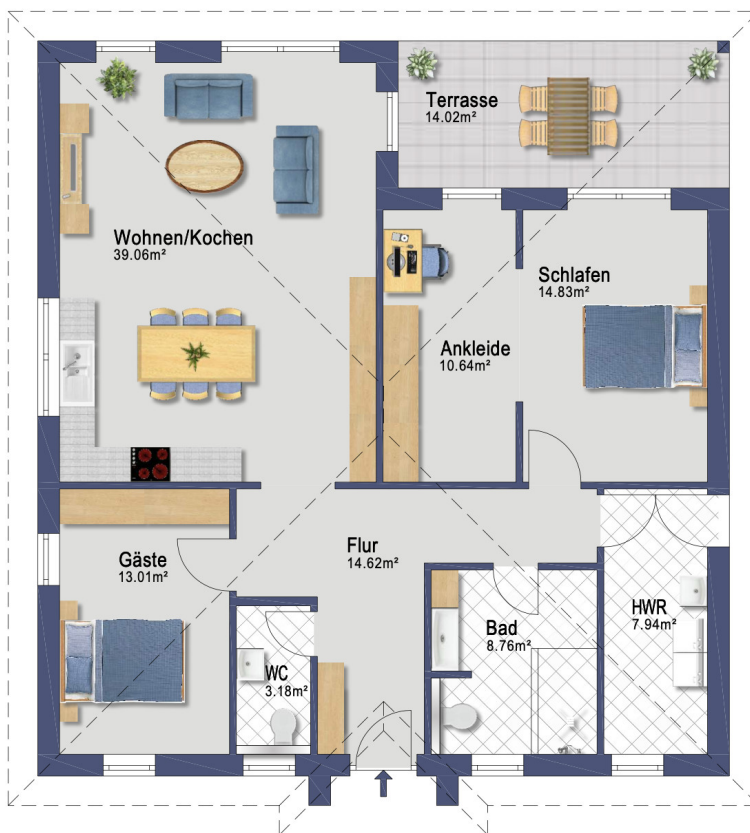 Terrasse
14.02m²
Wohnen/Kochen
39.06m²
Schlafen
14.83m²
Ankleide
10.64m²
Gäste
13.01m²
Flur
14.62m²
WC
3.18m²
Bad
8.76m²
HWR
7.94m²